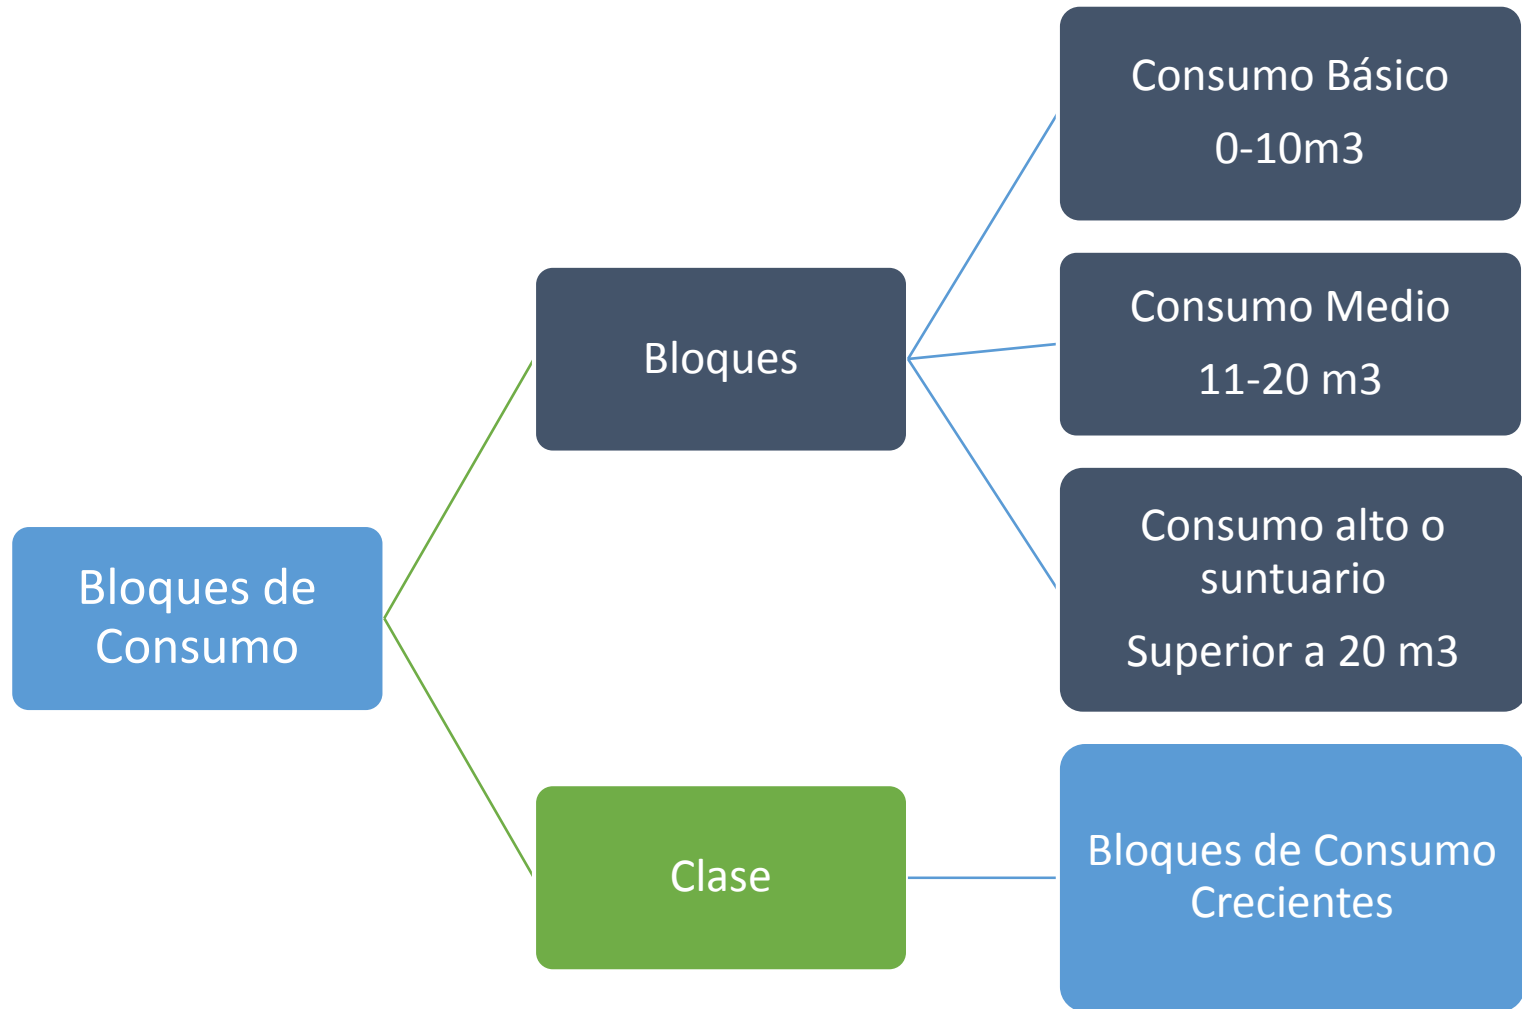 Consumo Básico
0-10m3
Consumo Medio
11-20 m3
Bloques
Consumo alto o
suntuario
Superior a 20 m3
Bloques de
Consumo
Clase
Bloques de Consumo
Crecientes